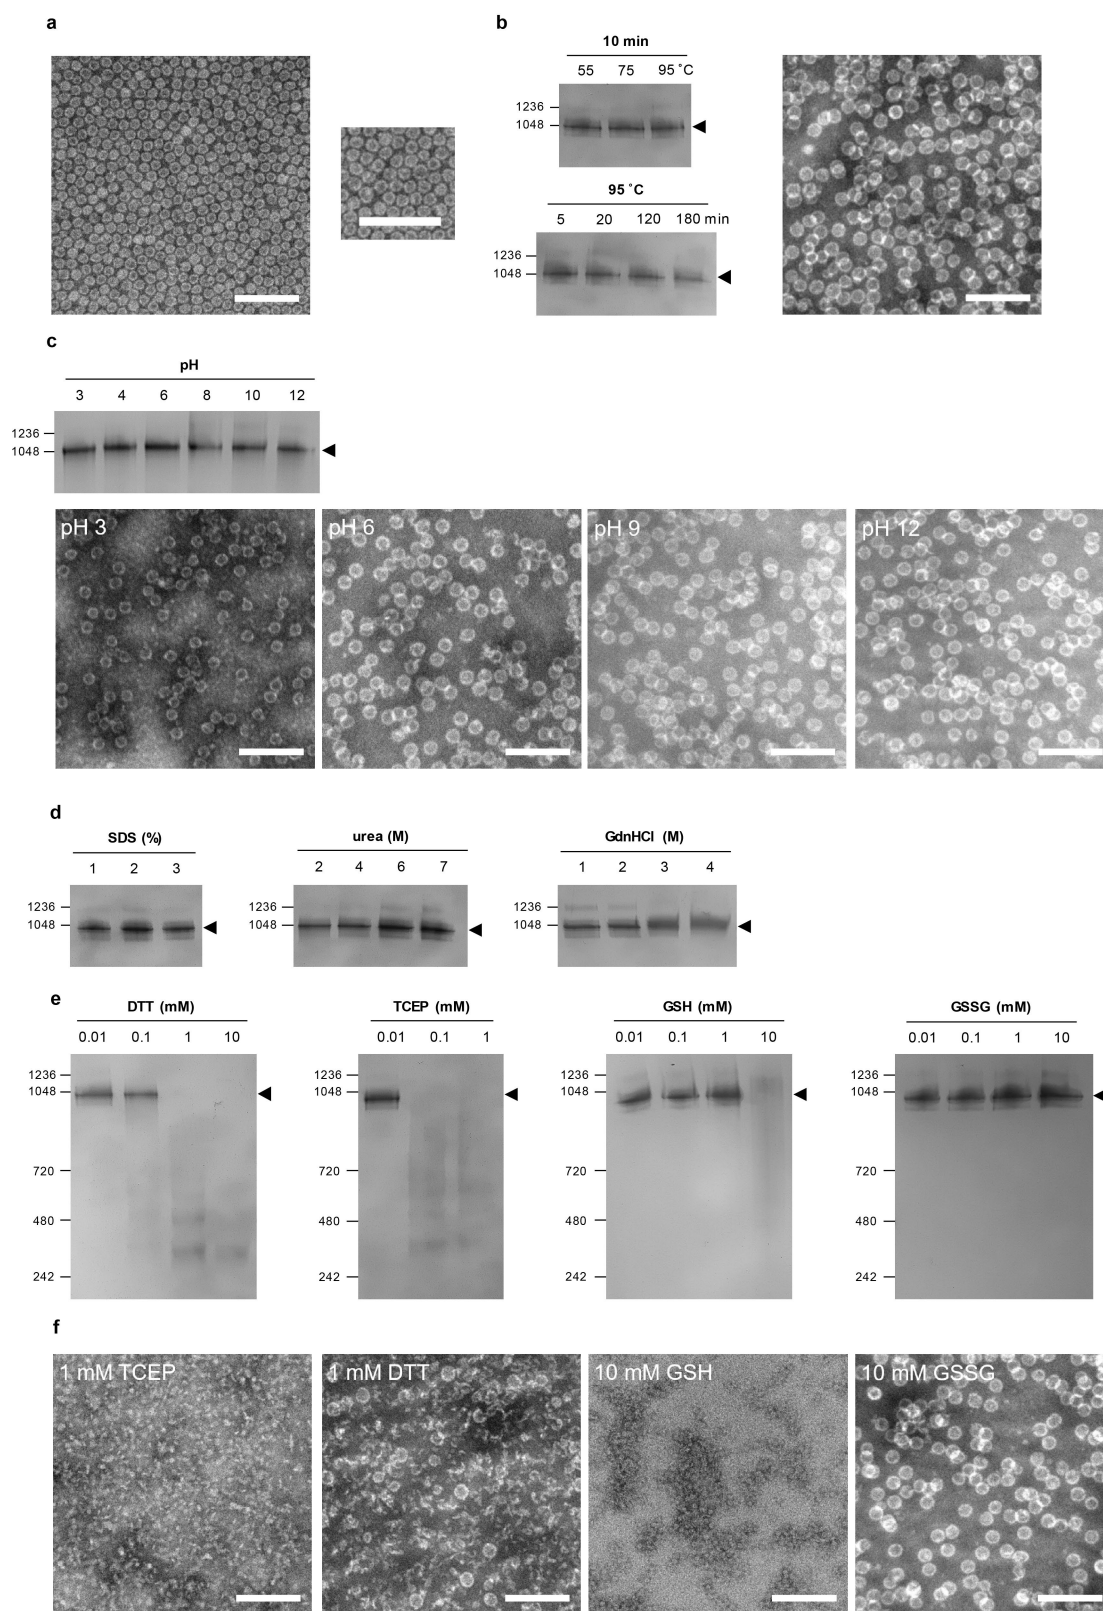 a
b
10 min
55 75 95 ˚C
1236
1048
95 ˚C
5 20 120 180 min
1236
1048
c
pH
3 4 6 8 10 12
1236
1048
pH 3 pH 6 pH 9 pH 12
d
SDS (%) urea (M) GdnHCl (M)
1 2 3 2 4 6 7 1 2 3 4
1236 1236 1236
1048 1048 1048
e
DTT (mM) TCEP (mM) GSH (mM) GSSG (mM)
0.01 0.1 1 10 0.01 0.1 1 0.01 0.1 1 10 0.01 0.1 1 10
1236 1236 1236 1236
1048 1048 1048 1048
720 720 720 720
480 480 480 480
242 242 242 242
f
1 mM TCEP 1 mM DTT 10 mM GSH 10 mM GSSG